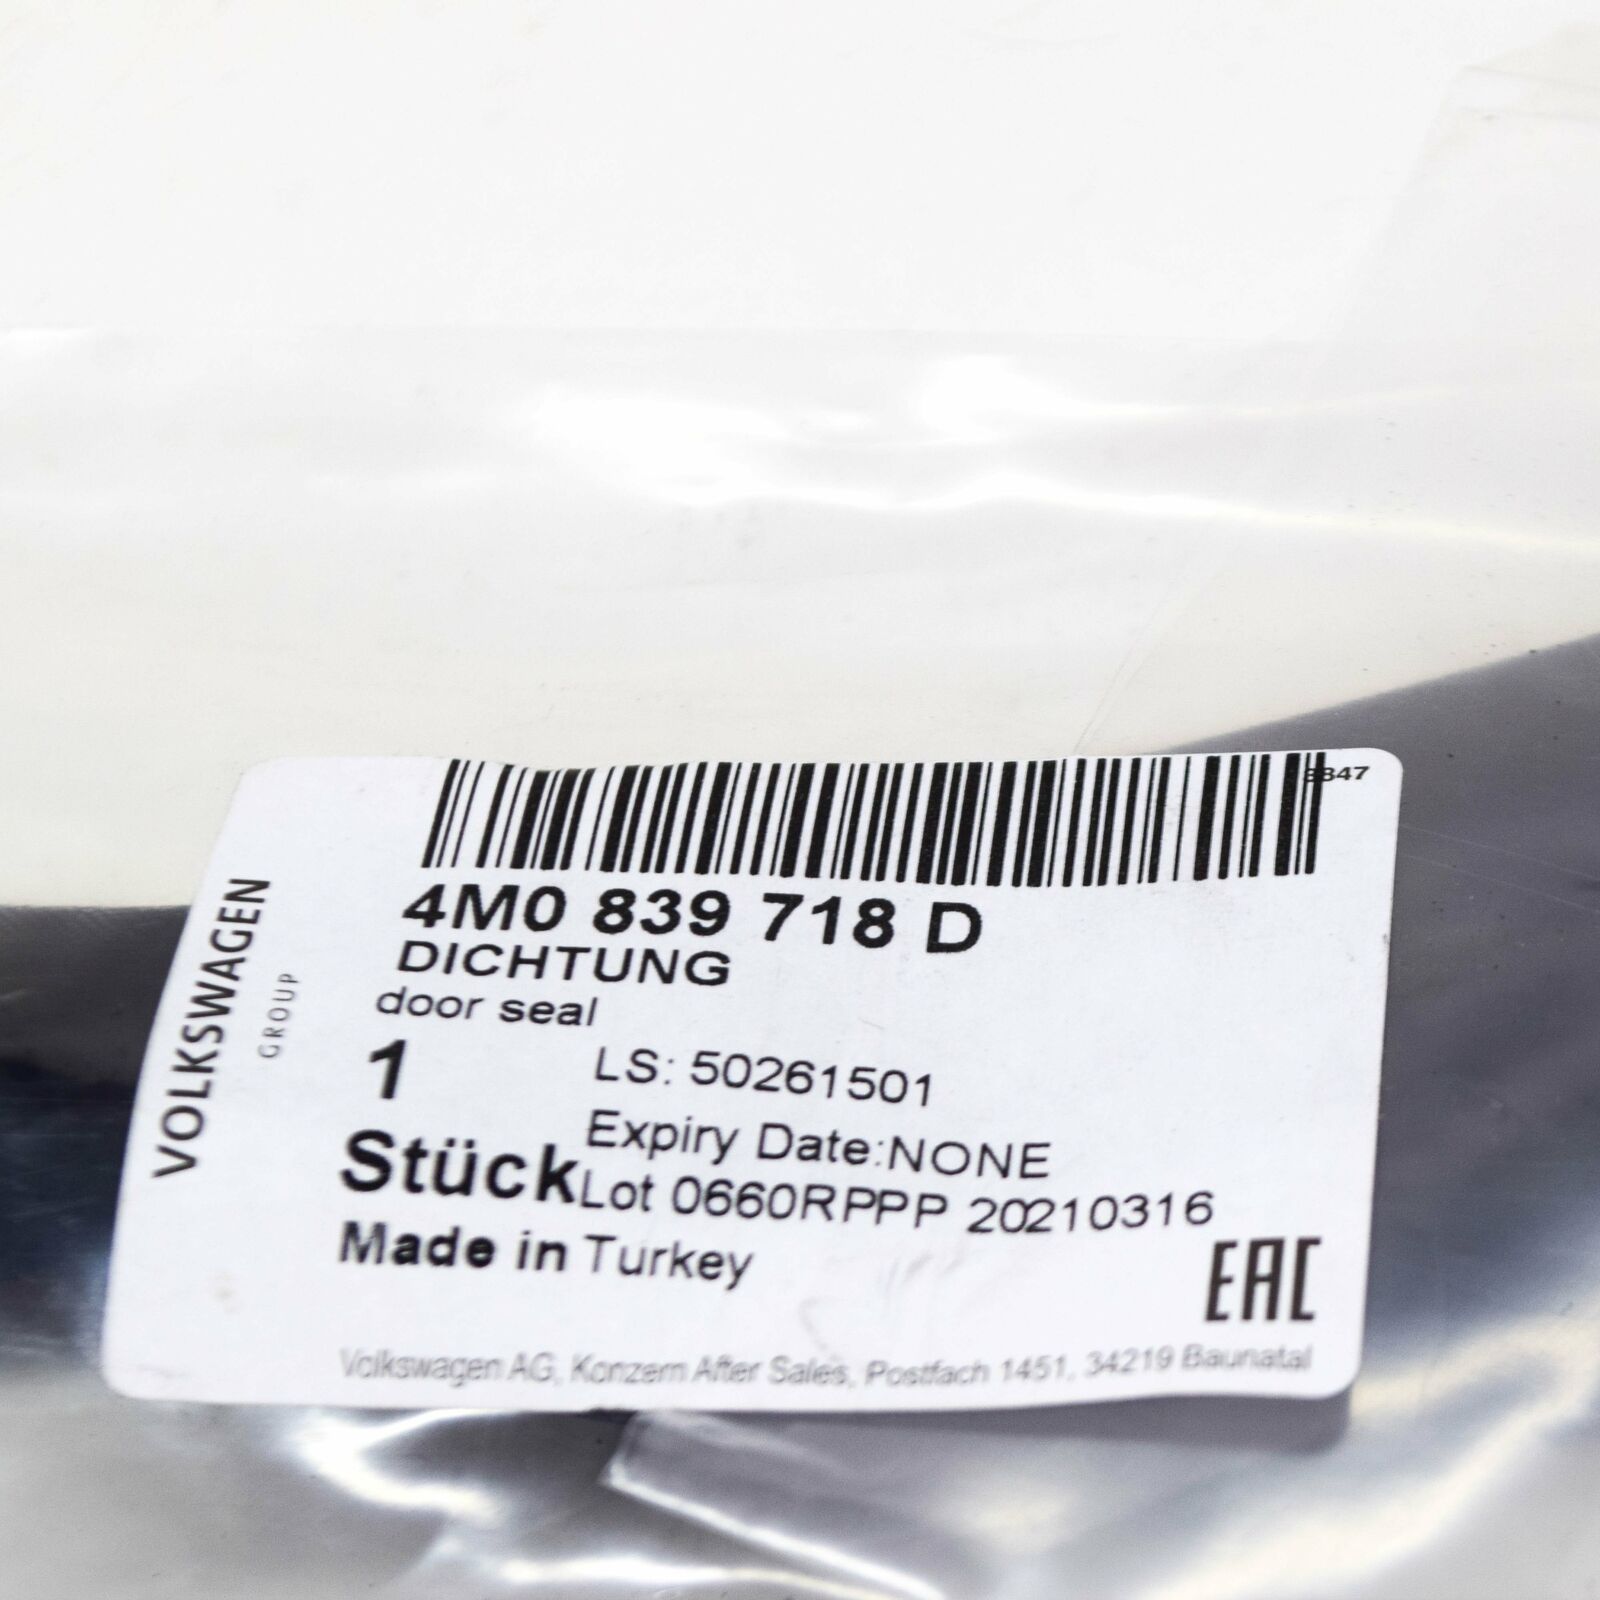 4M0 839 718 D
DICHTUNG
door seal
1
LS: 50261501
Expiry Date:NONE
Stück
Lot 0660RPPP 20210316
Made in Turkey
EAC
Volkswagen AG, Konzern After Sales, Postfach 1451, 34219 Baunatal
VOLKSWAGEN
GROUP